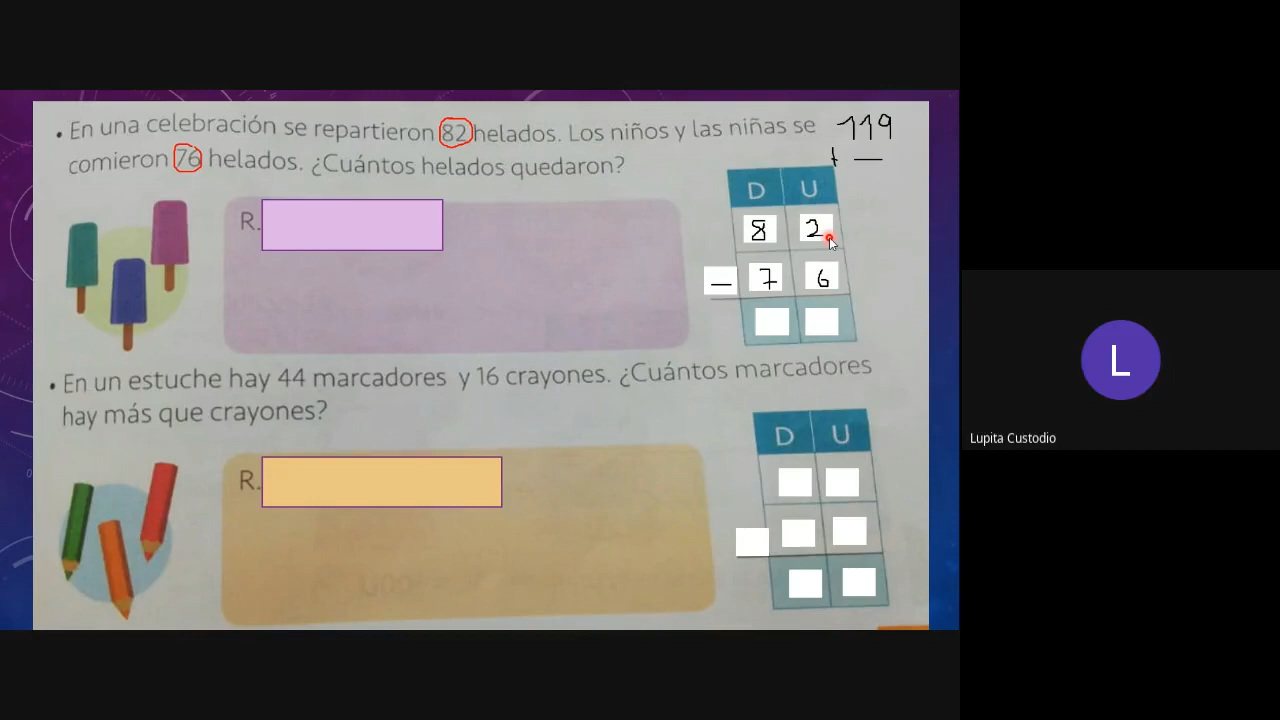 • En una celebración se repartieron 82 helados. Los niños y las niñas se
comieron 76 helados. ¿Cuántos helados quedaron?
119
+ —
D U
8 2
- 7 6
R.
• En un estuche hay 44 marcadores y 16 crayones. ¿Cuántos marcadores
hay más que crayones?
D U
R.
L
Lupita Custodio